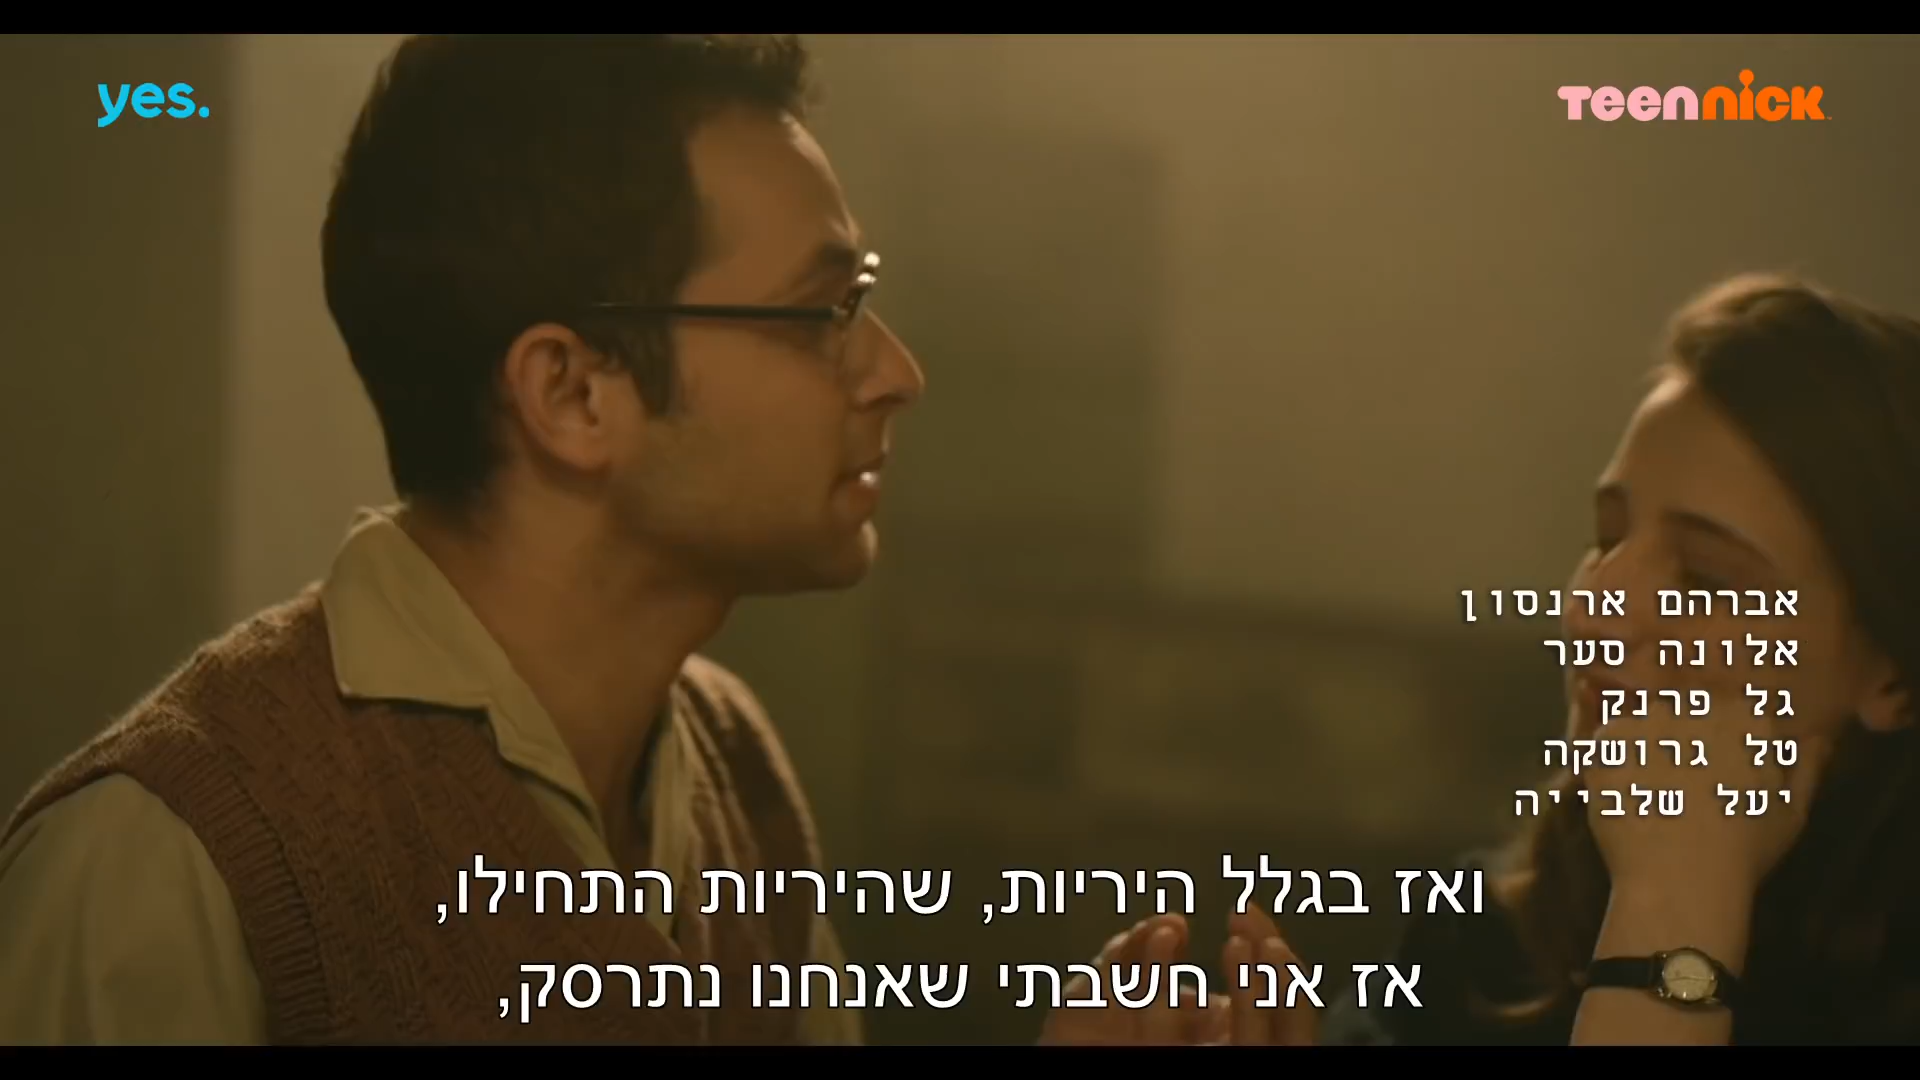 yes.
TEENNICK
אברהם ארנסון
אלונה סער
גל פרנק
טל גרושקה
יעל שלבייה
ואז בגלל היריות, שהיריות התחילו,
אז אני חשבתי שאנחנו נתרסק,